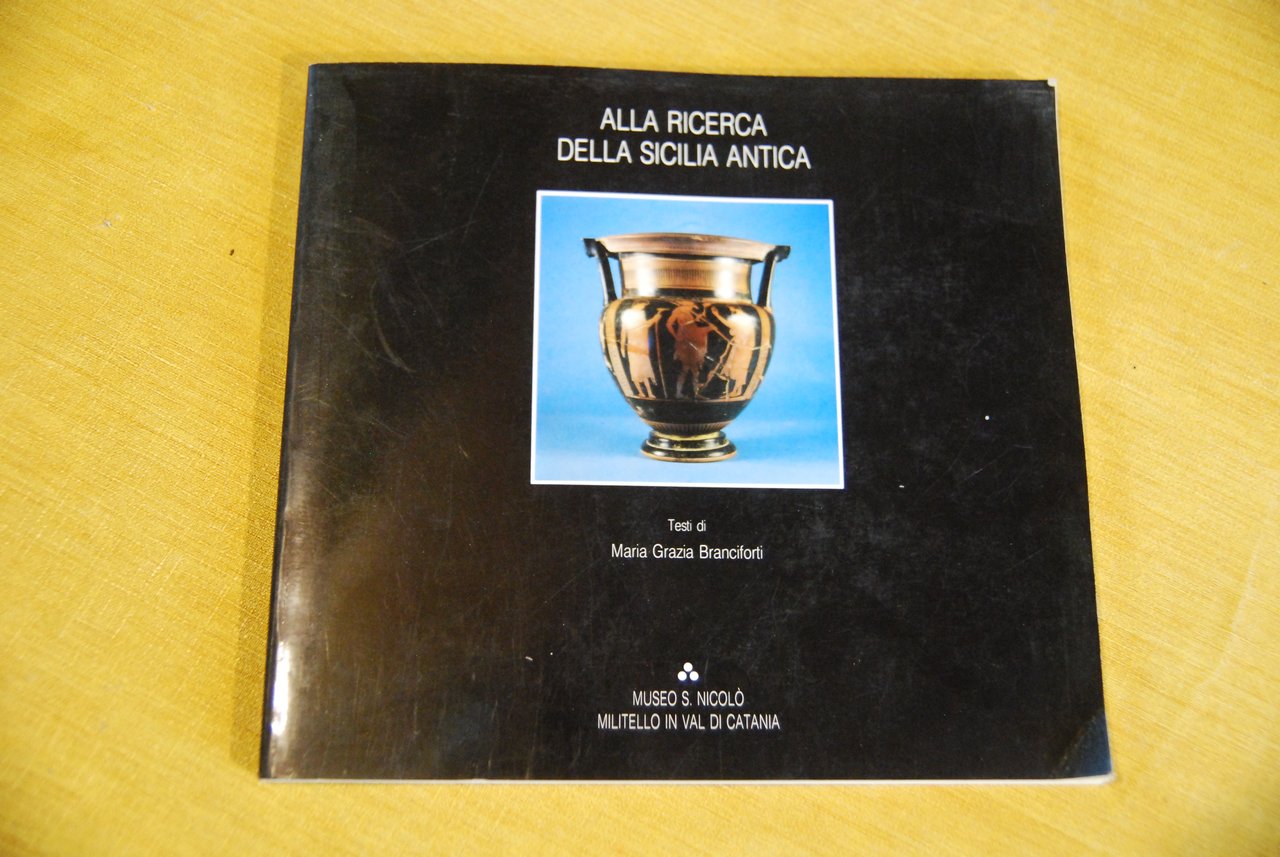 ALLA RICERCA
DELLA SICILIA ANTICA
Testi di
Maria Grazia Branciforti
MUSEO S. NICOLÒ
MILITELLO IN VAL DI CATANIA